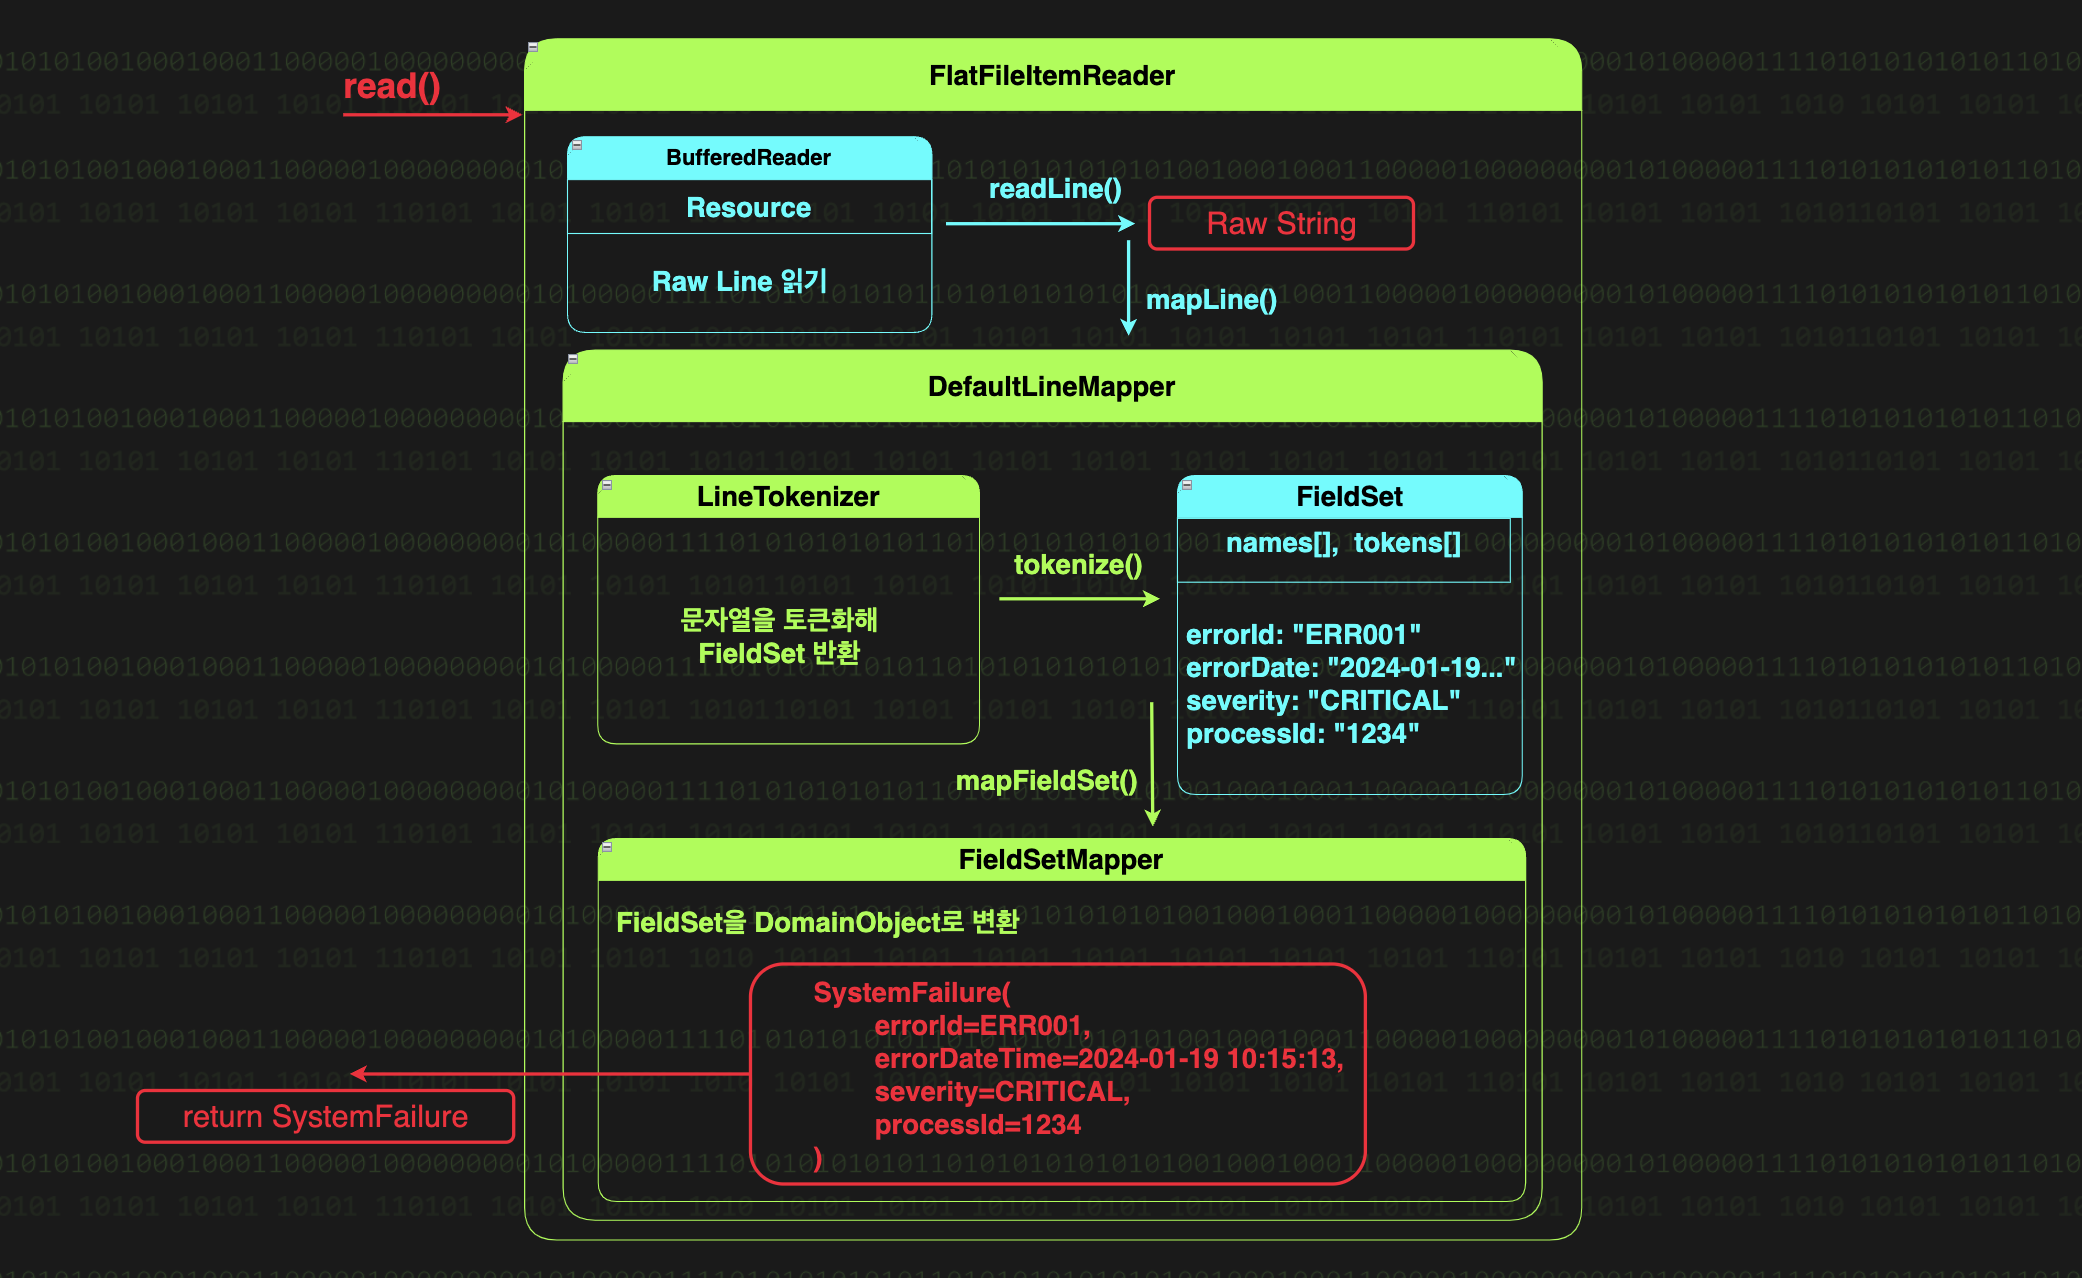 FlatFileItemReader
read()
BufferedReader
Resource
Raw Line 읽기
readLine()
Raw String
mapLine()
DefaultLineMapper
LineTokenizer
문자열을 토큰화해
FieldSet 반환
tokenize()
FieldSet
names[], tokens[]
errorId: "ERR001"
errorDate: "2024-01-19..."
severity: "CRITICAL"
processId: "1234"
mapFieldSet()
FieldSetMapper
FieldSet을 DomainObject로 변환
SystemFailure(
errorId=ERR001,
errorDateTime=2024-01-19 10:15:13,
severity=CRITICAL,
processId=1234
)
return SystemFailure